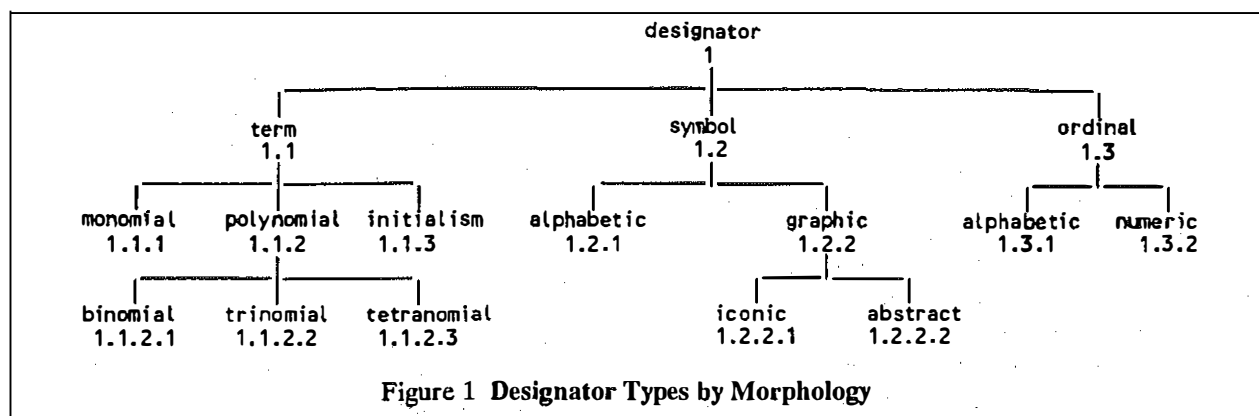 designator
1
term symbol ordinal
1.1 1.2 1.3
monomial polynomial initialism alphabetic graphic alphabetic numeric
1.1.1 1.1.2 1.1.3 1.2.1 1.2.2 1.3.1 1.3.2
binomial trinomial tetranomial iconic abstract
1.1.2.1 1.1.2.2 1.1.2.3 1.2.2.1 1.2.2.2
Figure 1 Designator Types by Morphology